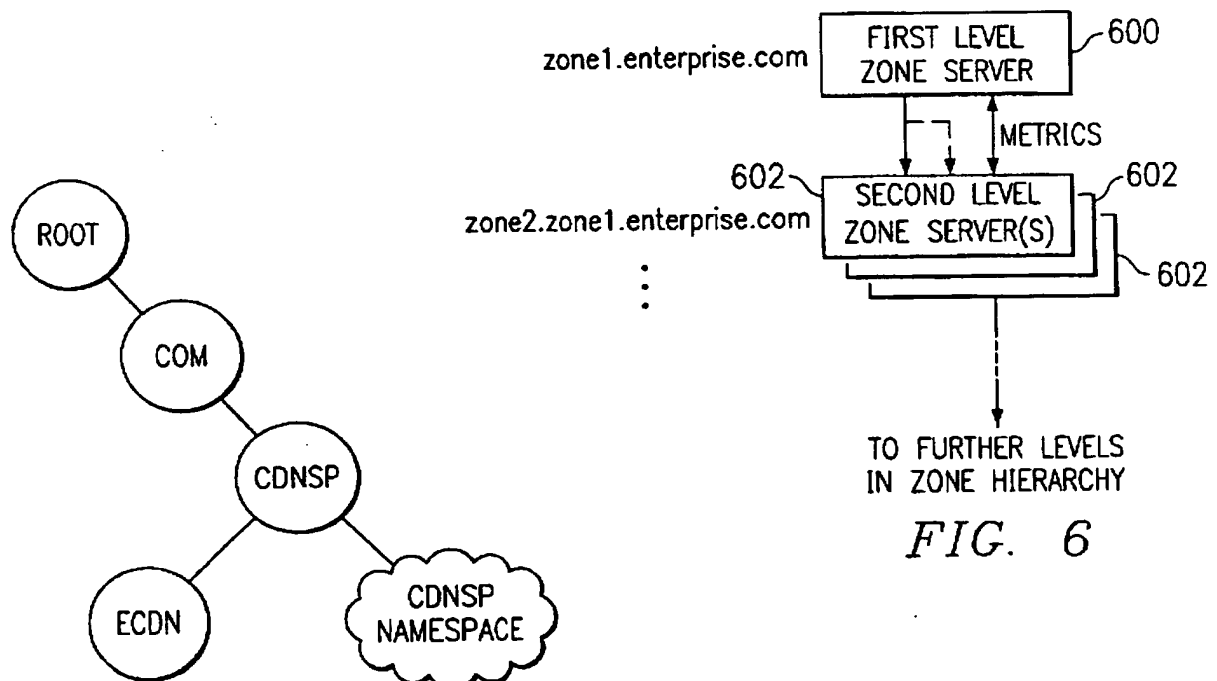 ROOT
COM
CDNSP
ECDN
CDNSP
NAMESPACE
zone1.enterprise.com
FIRST LEVEL
ZONE SERVER
600
METRICS
602
602
zone2.zone1.enterprise.com
SECOND LEVEL
ZONE SERVER(S)
602
TO FURTHER LEVELS
IN ZONE HIERARCHY
FIG. 6